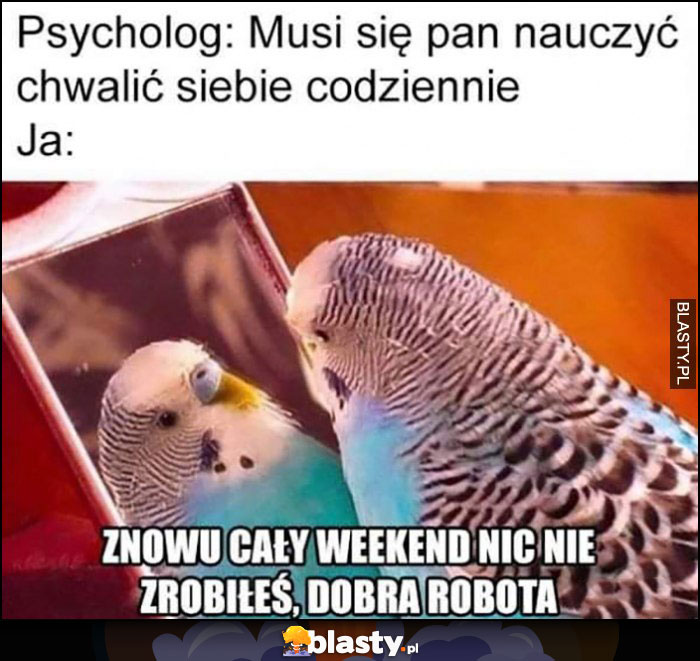 Psycholog: Musi się pan nauczyć
chwalić siebie codziennie
Ja:
BLASTY.PL
ZNOWU CAŁY WEEKEND NIC NIE
ZROBIŁEŚ, DOBRA ROBOTA
blasty.pl